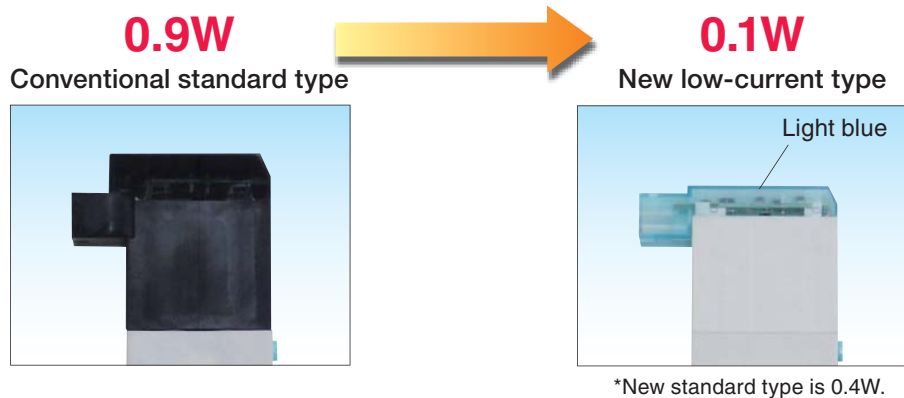 0.9W
Conventional standard type
0.1W
New low-current type
Light blue
*New standard type is 0.4W.